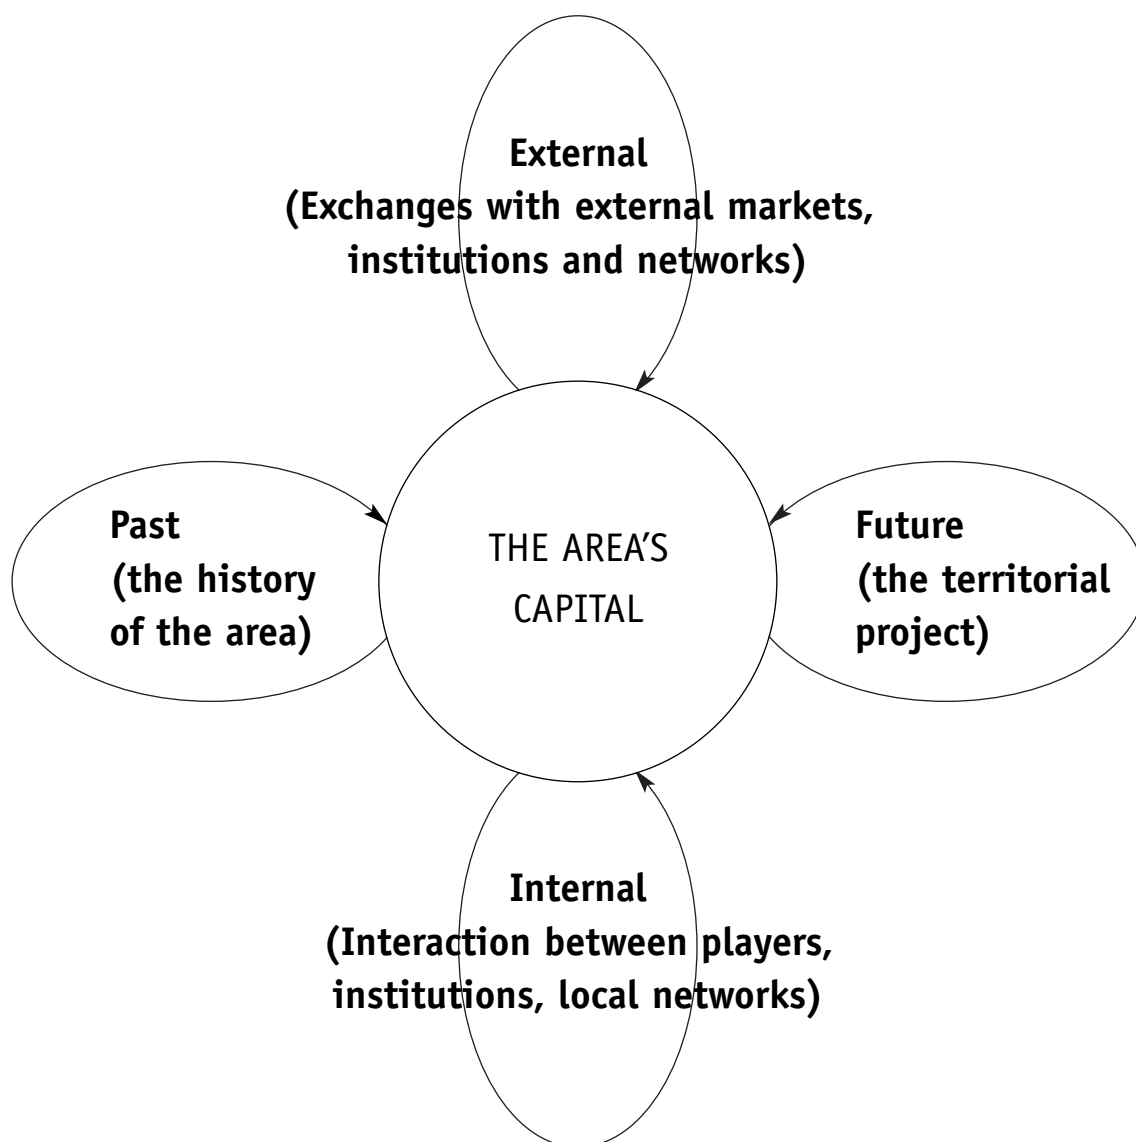 External
(Exchanges with external markets,
institutions and networks)
Past
(the history
of the area)
THE AREA’S
CAPITAL
Future
(the territorial
project)
Internal
(Interaction between players,
institutions, local networks)